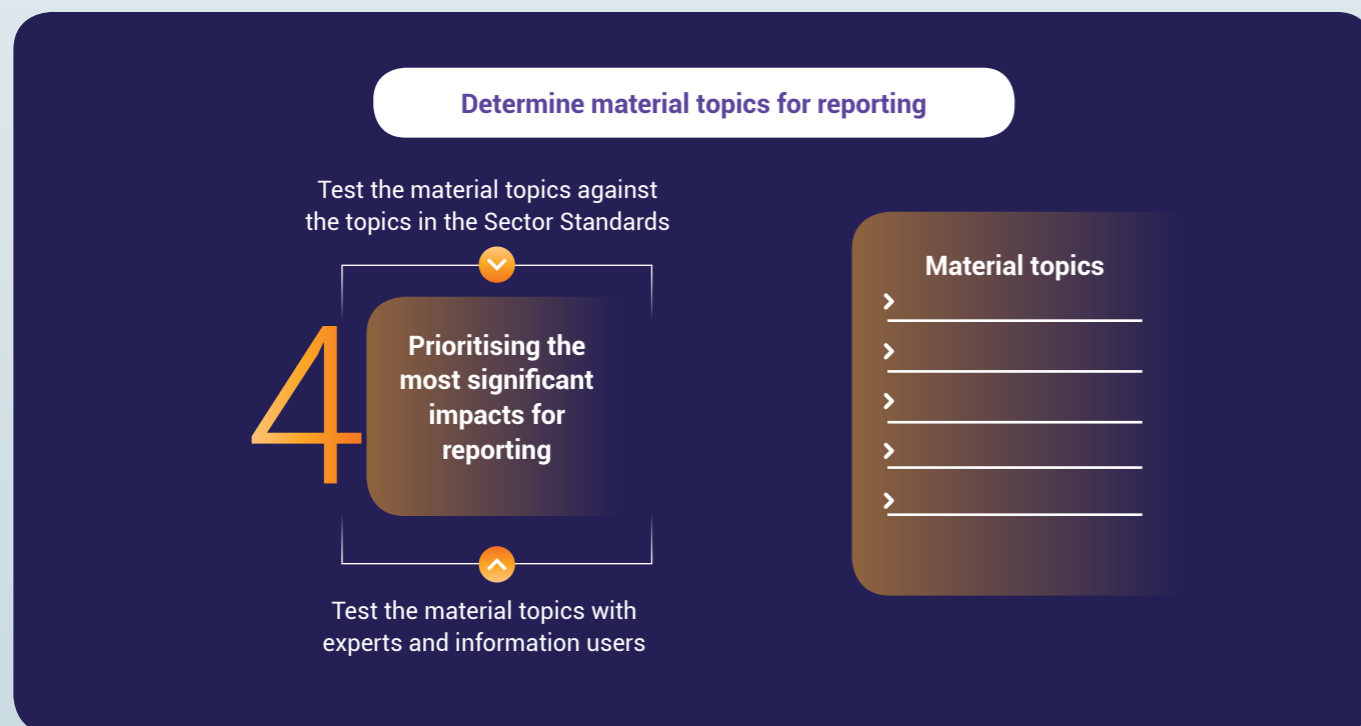 Determine material topics for reporting
Test the material topics against
the topics in the Sector Standards
4
Prioritising the
most significant
impacts for
reporting
Test the material topics with
experts and information users
Material topics